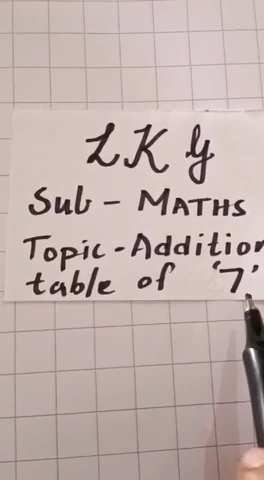 LKG
Sub - MATHS
Topic - Addition
table of '7'